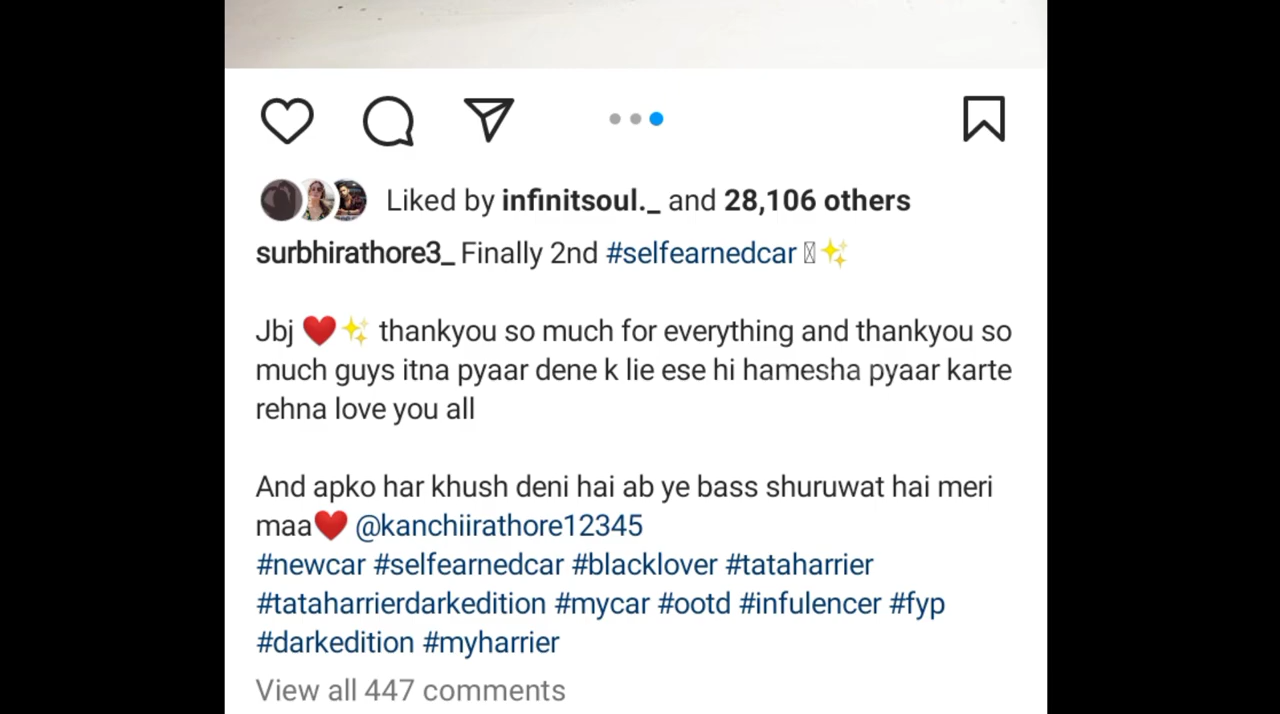 Liked by infinitsoul._ and 28,106 others
surbhirathore3_ Finally 2nd #selfearnedcar ✨
Jbj ❤️✨ thankyou so much for everything and thankyou so
much guys itna pyaar dene k lie ese hi hamesha pyaar karte
rehna love you all
And apko har khush deni hai ab ye bass shuruwat hai meri
maa❤️ @kanchiirathore12345
#newcar #selfearnedcar #blacklover #tataharrier
#tataharrierdarkedition #mycar #ootd #infulencer #fyp
#darkedition #myharrier
View all 447 comments